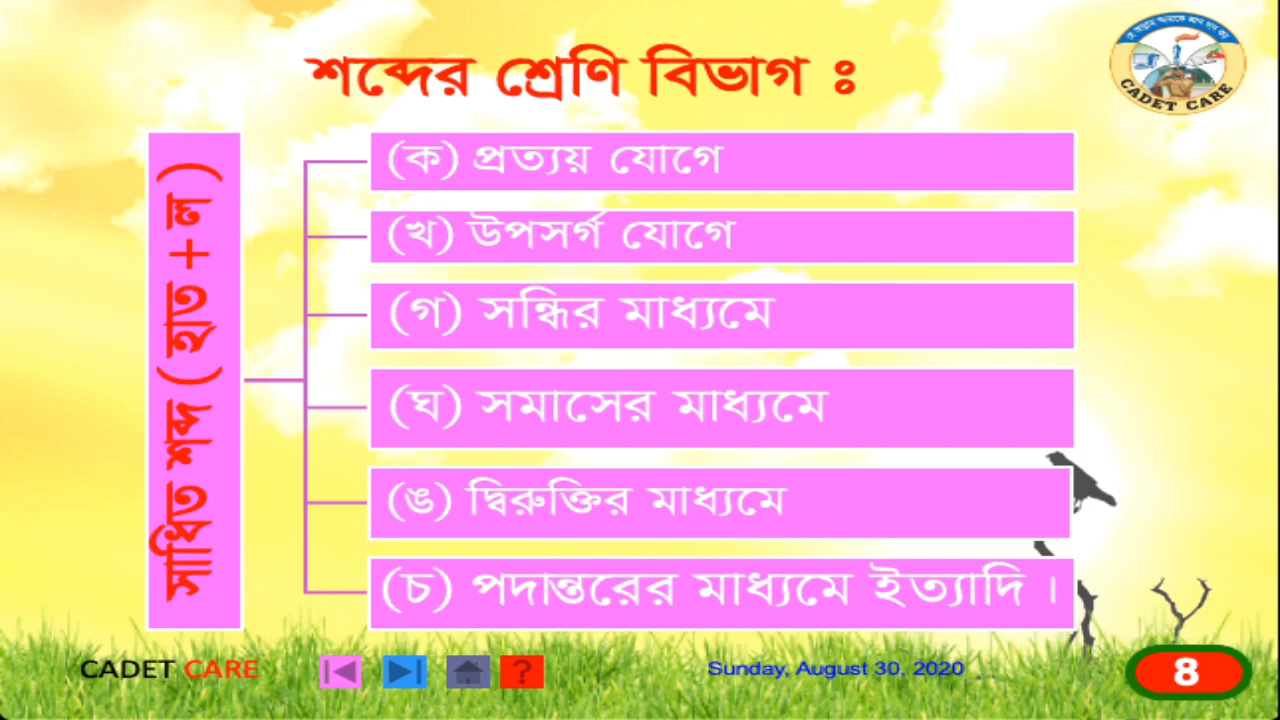 শব্দের শ্রেণি বিভাগ ঃ
সাধিত শব্দ ( হাত + ল )
(ক) প্রত্যয় যোগে
(খ) উপসর্গ যোগে
(গ) সন্ধির মাধ্যমে
(ঘ) সমাসের মাধ্যমে
(ঙ) দ্বিরুক্তির মাধ্যমে
(চ) পদান্তরের মাধ্যমে ইত্যাদি ।
CADET CARE
CADET CARE
?
Sunday, August 30, 2020
8